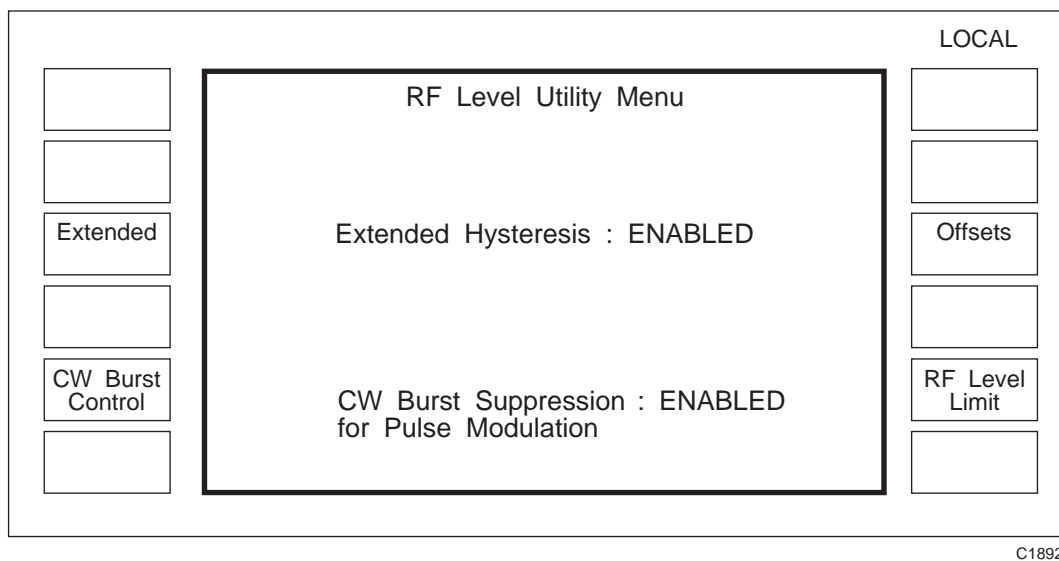 LOCAL
RF Level Utility Menu
Extended
Extended Hysteresis : ENABLED
Offsets
CW Burst
Control
CW Burst Suppression : ENABLED
for Pulse Modulation
RF Level
Limit
C1892